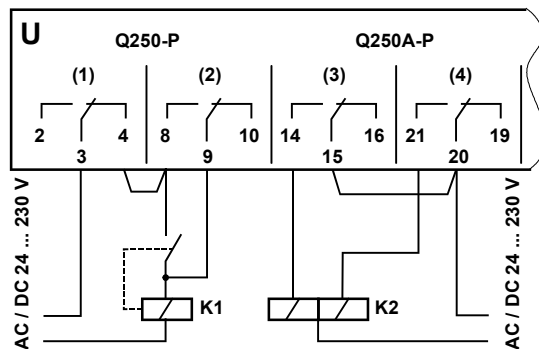 U
Q250-P Q250A-P
(1) (2) (3) (4)
2 4 8 10 14 16 21 19
3 9 15 20
AC / DC 24 ... 230 V
K1
K2
AC / DC 24 ... 230 V